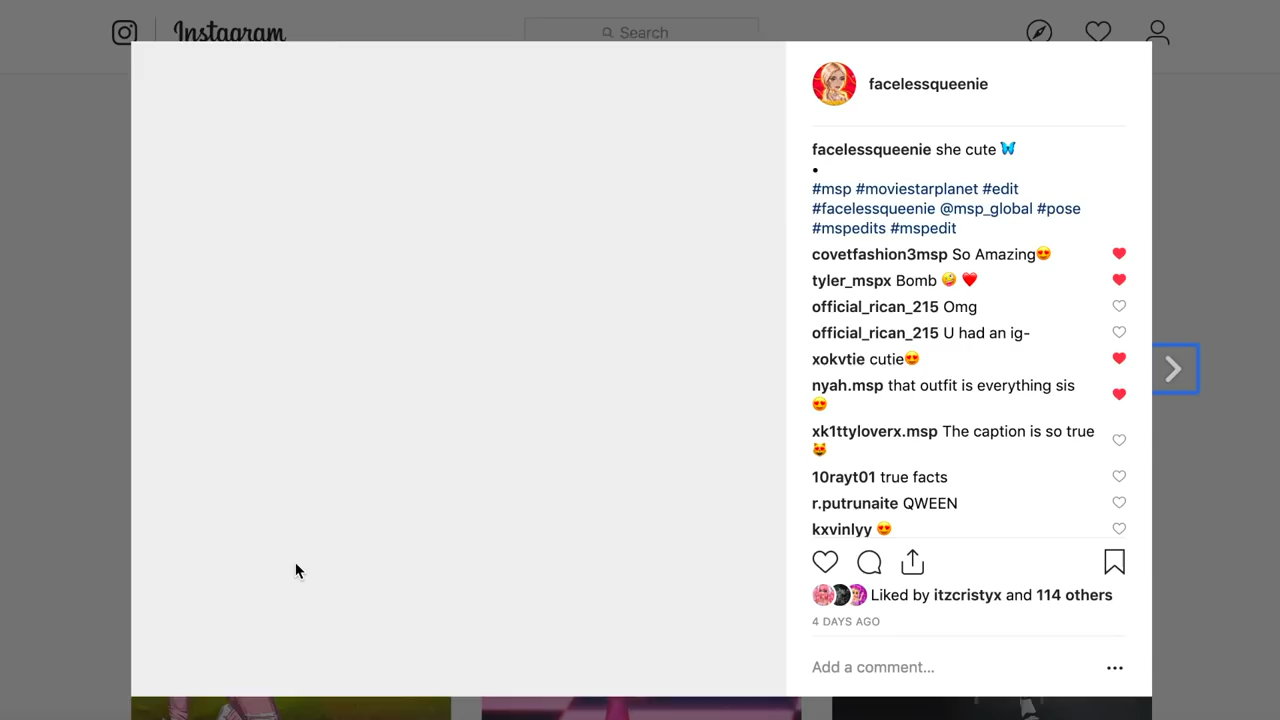 Instagram
Search
facelessqueenie
facelessqueenie she cute 🦋
•
#msp #moviestarplanet #edit
#facelessqueenie @msp_global #pose
#mspedits #mspedit
covetfashion3msp So Amazing😍
tyler_mspx Bomb 🤪 ❤️
official_rican_215 Omg
official_rican_215 U had an ig-
xokvtie cutie😍
nyah.msp that outfit is everything sis
😍
xk1ttyloverx.msp The caption is so true
😻
10rayt01 true facts
r.putrunaite QWEEN
kxvinlyy 😍
Liked by itzcristyx and 114 others
4 DAYS AGO
Add a comment...